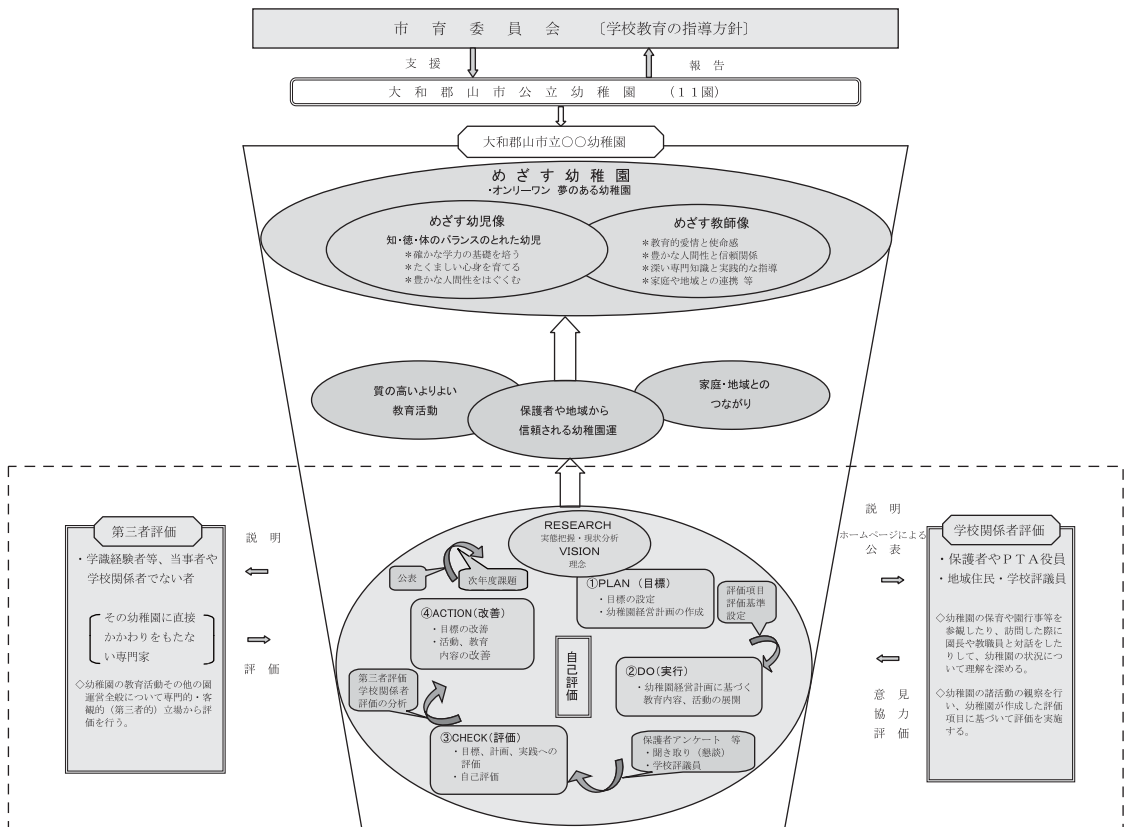 市育委員会 〔学校教育の指導方針〕
支援
報告
大和郡山市公立幼稚園 (11園)
大和郡山市立〇〇幼稚園
めざす幼稚園
・オンリーワン 夢のある幼稚園
めざす幼児像
知・徳・体のバランスのとれた幼児
＊確かな学力の基礎を培う
＊たくましい心身を育てる
＊豊かな人間性をはぐくむ
めざす教師像
＊教育的愛情と使命感
＊豊かな人間性と信頼関係
＊深い専門知識と実践的な指導
＊家庭や地域との連携 等
質の高いよりよい
教育活動
保護者や地域から
信頼される幼稚園運
家庭・地域との
つながり
第三者評価
・学識経験者等、当事者や
学校関係者でない者
その幼稚園に直接
かかわりをもたな
い専門家
◇幼稚園の教育活動その他の園
運営全般について専門的・客
観的（第三者的）立場から評
価を行う。
説明
評価
RESEARCH
実態把握・現状分析
VISION
理念
①PLAN（目標）
・目標の設定
・幼稚園経営計画の作成
評価項目
評価基準
設定
②DO（実行）
・幼稚園経営計画に基づく
教育内容、活動の展開
保護者アンケート 等
・聞き取り（懇談）
・学校評議員
③CHECK（評価）
・目標、計画、実践への
評価
・自己評価
第三者評価
学校関係者
評価の分析
④ACTION（改善）
・目標の改善
・活動、教育
内容の改善
公表
次年度課題
自己評価
説明
ホームページによる
公表
意見
協力
評価
学校関係者評価
・保護者やPTA役員
・地域住民・学校評議員
◇幼稚園の保育や園行事等を
参観したり、訪問した際に
園長や教職員と対話をした
りして、幼稚園の状況につ
いて理解を深める。
◇幼稚園の諸活動の観察を行
い、幼稚園が作成した評価
項目に基づいて評価を実施
する。